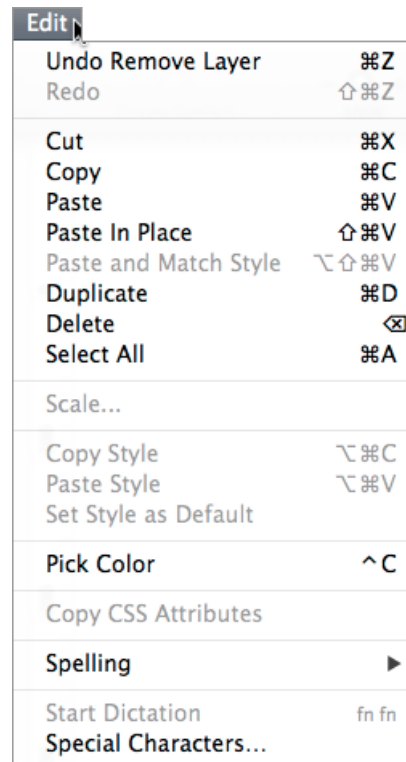 Edit
Undo Remove Layer ⌘Z
Redo ⇧⌘Z
Cut ⌘X
Copy ⌘C
Paste ⌘V
Paste In Place ⇧⌘V
Paste and Match Style ⌥⇧⌘V
Duplicate ⌘D
Delete ⌫
Select All ⌘A
Scale...
Copy Style ⌥⌘C
Paste Style ⌥⌘V
Set Style as Default
Pick Color ^C
Copy CSS Attributes
Spelling ▶
Start Dictation fn fn
Special Characters...